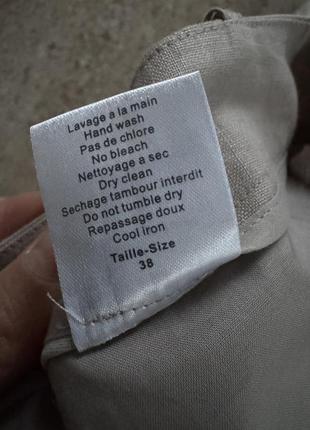 Lavage a la main
Hand wash
Pas de chlore
No bleach
Nettoyage a sec
Dry clean
Sechage tambour interdit
Do not tumble dry
Repassage doux
Cool iron
Taille-Size
38